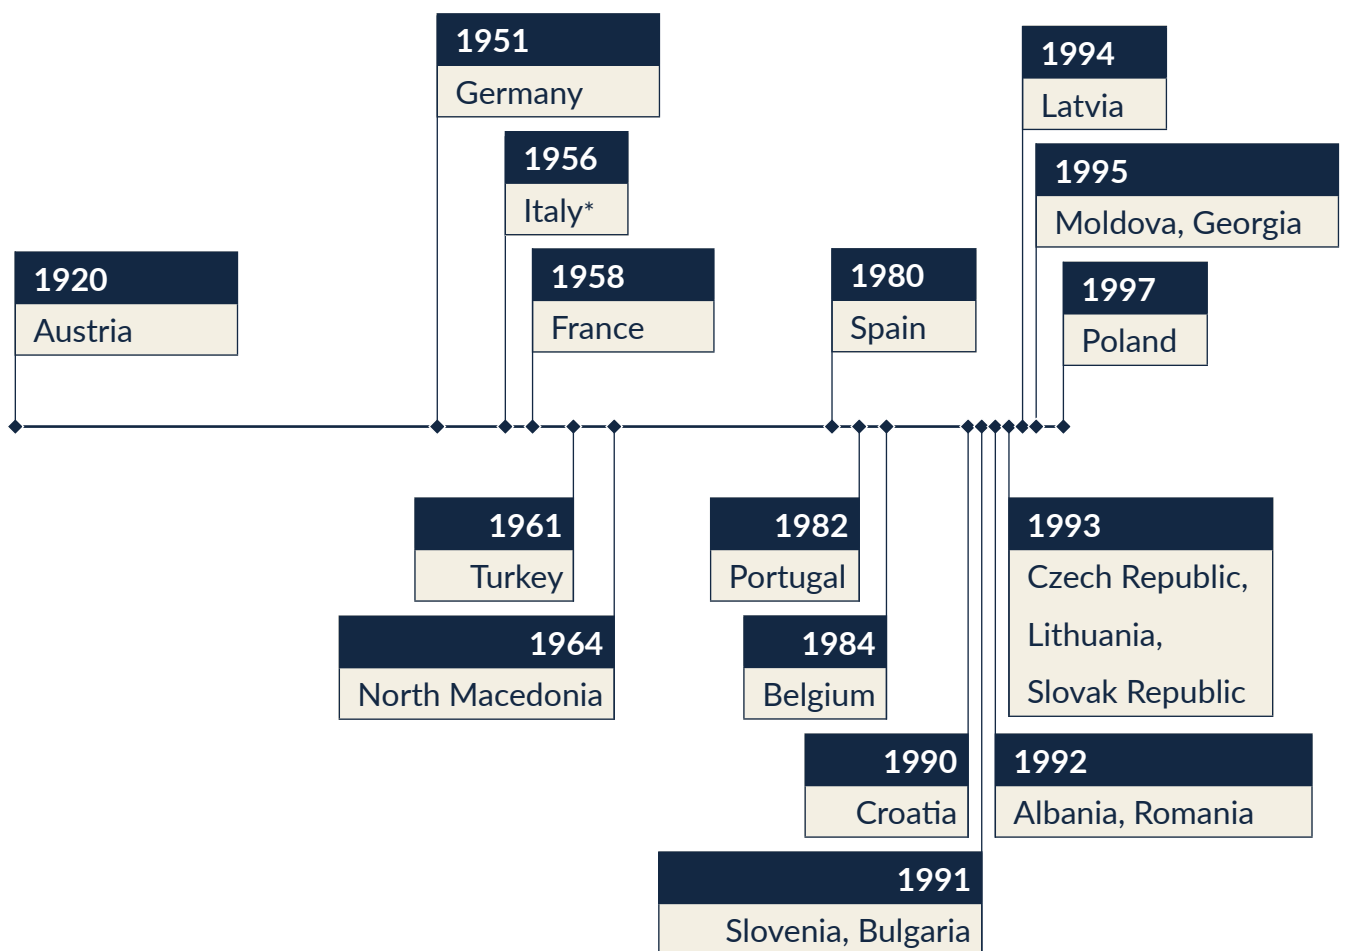 1951
Germany
1994
Latvia
1956
Italy*
1995
Moldova, Georgia
1920
Austria
1958
France
1980
Spain
1997
Poland
1961
Turkey
1982
Portugal
1993
Czech Republic,
Lithuania,
Slovak Republic
1964
North Macedonia
1984
Belgium
1990
Croatia
1992
Albania, Romania
1991
Slovenia, Bulgaria